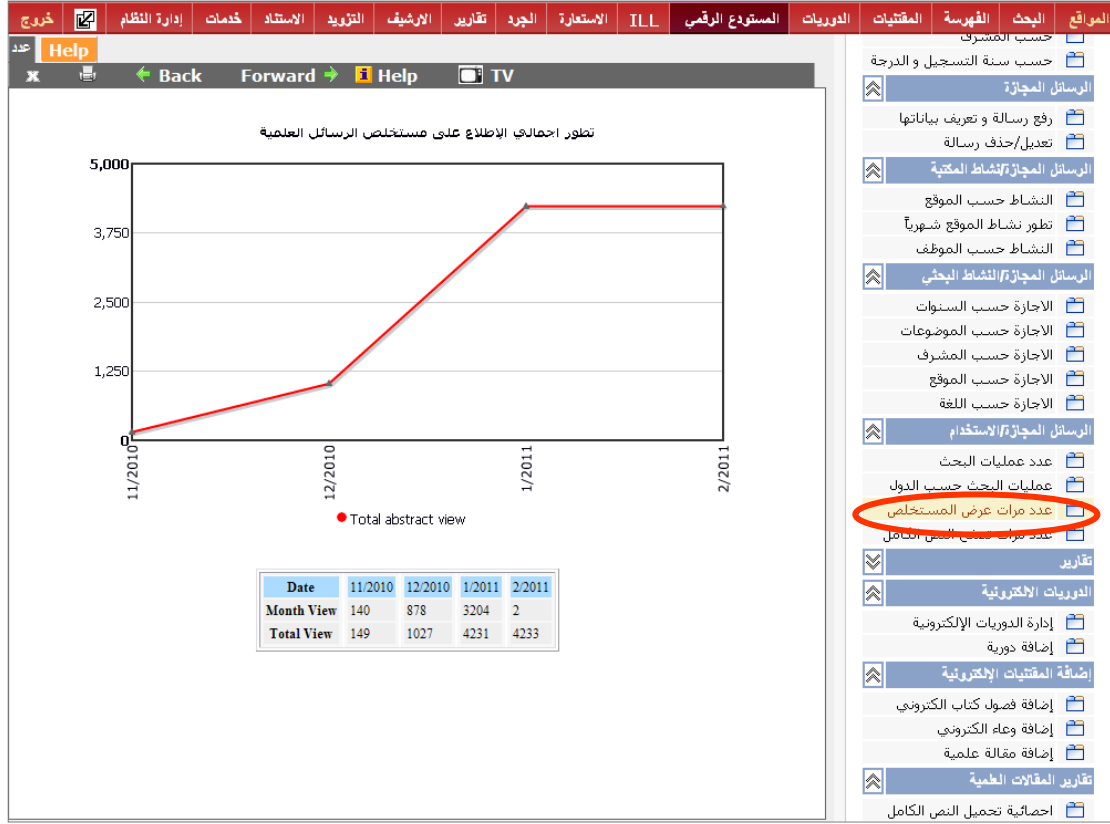 المواقع البحث الفهرسة المقتنيات الدوريات المستودع الرقمي ILL الاستعارة الجرد تقارير الارشيف التزويد الاستناد خدمات إدارة النظام خروج
حسب المشرف
حسب سنة التسجيل و الدرجة
الرسائل المجازة
رفع رسالة و تعريف بياناتها
تعديل/حذف رسالة
الرسائل المجازة/نشاط المكتبة
النشاط حسب الموقع
تطور نشاط الموقع شهرياً
النشاط حسب الموظف
الرسائل المجازة/النشاط البحثي
الاجازة حسب السنوات
الاجازة حسب الموضوعات
الاجازة حسب المشرف
الاجازة حسب الموقع
الاجازة حسب اللغة
الرسائل المجازة/الاستخدام
عدد عمليات البحث
عمليات البحث حسب الدول
عدد مرات عرض المستخلص
عدد مرات تصفح النص الكامل
تقارير
الدوريات الالكترونية
إدارة الدوريات الإلكترونية
إضافة دورية
إضافة المقتنيات الإلكترونية
إضافة فصول كتاب الكتروني
إضافة وعاء الكتروني
إضافة مقالة علمية
تقارير المقالات العلمية
احصائية تحميل النص الكامل
عدد Help
x Back Forward Help TV
تطور اجمالي الإطلاع على مستخلص الرسائل العلمية
5,000
3,750
2,500
1,250
0
11/2010 12/2010 1/2011 2/2011
Total abstract view
Date 11/2010 12/2010 1/2011 2/2011
Month View 140 878 3204 2
Total View 149 1027 4231 4233